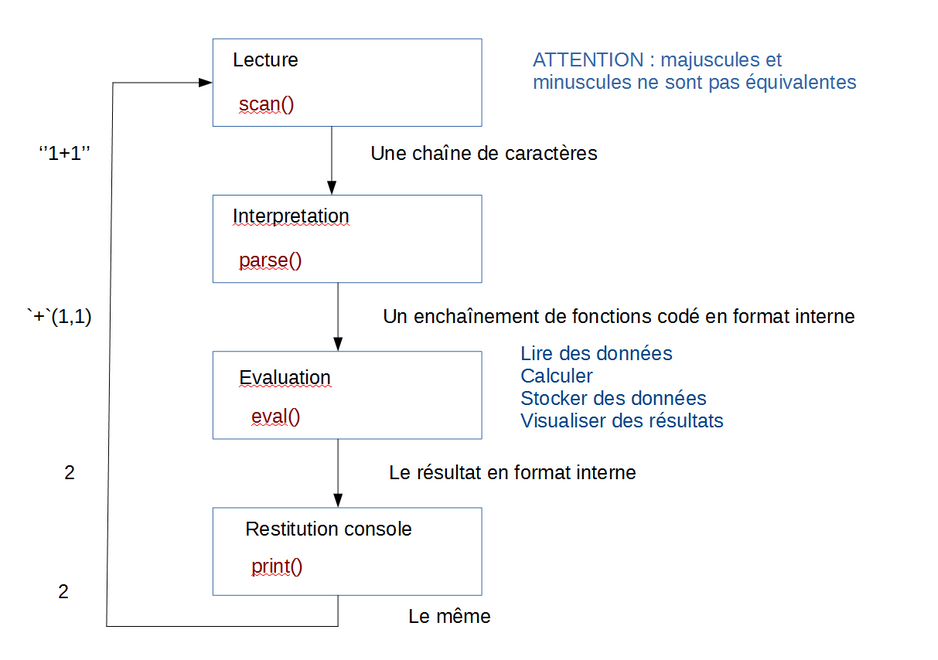 Lecture
scan()
ATTENTION : majuscules et
minuscules ne sont pas équivalentes
‘’1+1’’
Une chaîne de caractères
Interpretation
parse()
`+`(1,1)
Un enchaînement de fonctions codé en format interne
Evaluation
eval()
Lire des données
Calculer
Stocker des données
Visualiser des résultats
2
Le résultat en format interne
Restitution console
print()
2
Le même